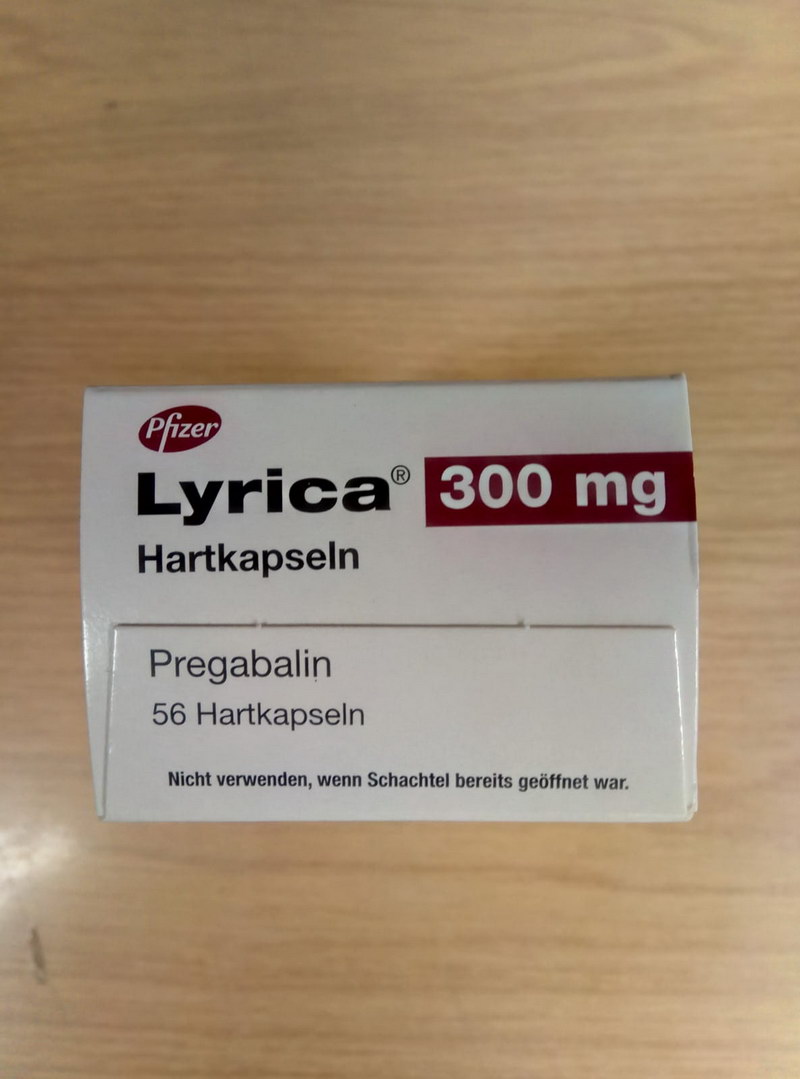 Pfizer
Lyrica® 300 mg
Hartkapseln
Pregabalin
56 Hartkapseln
Nicht verwenden, wenn Schachtel bereits geöffnet war.